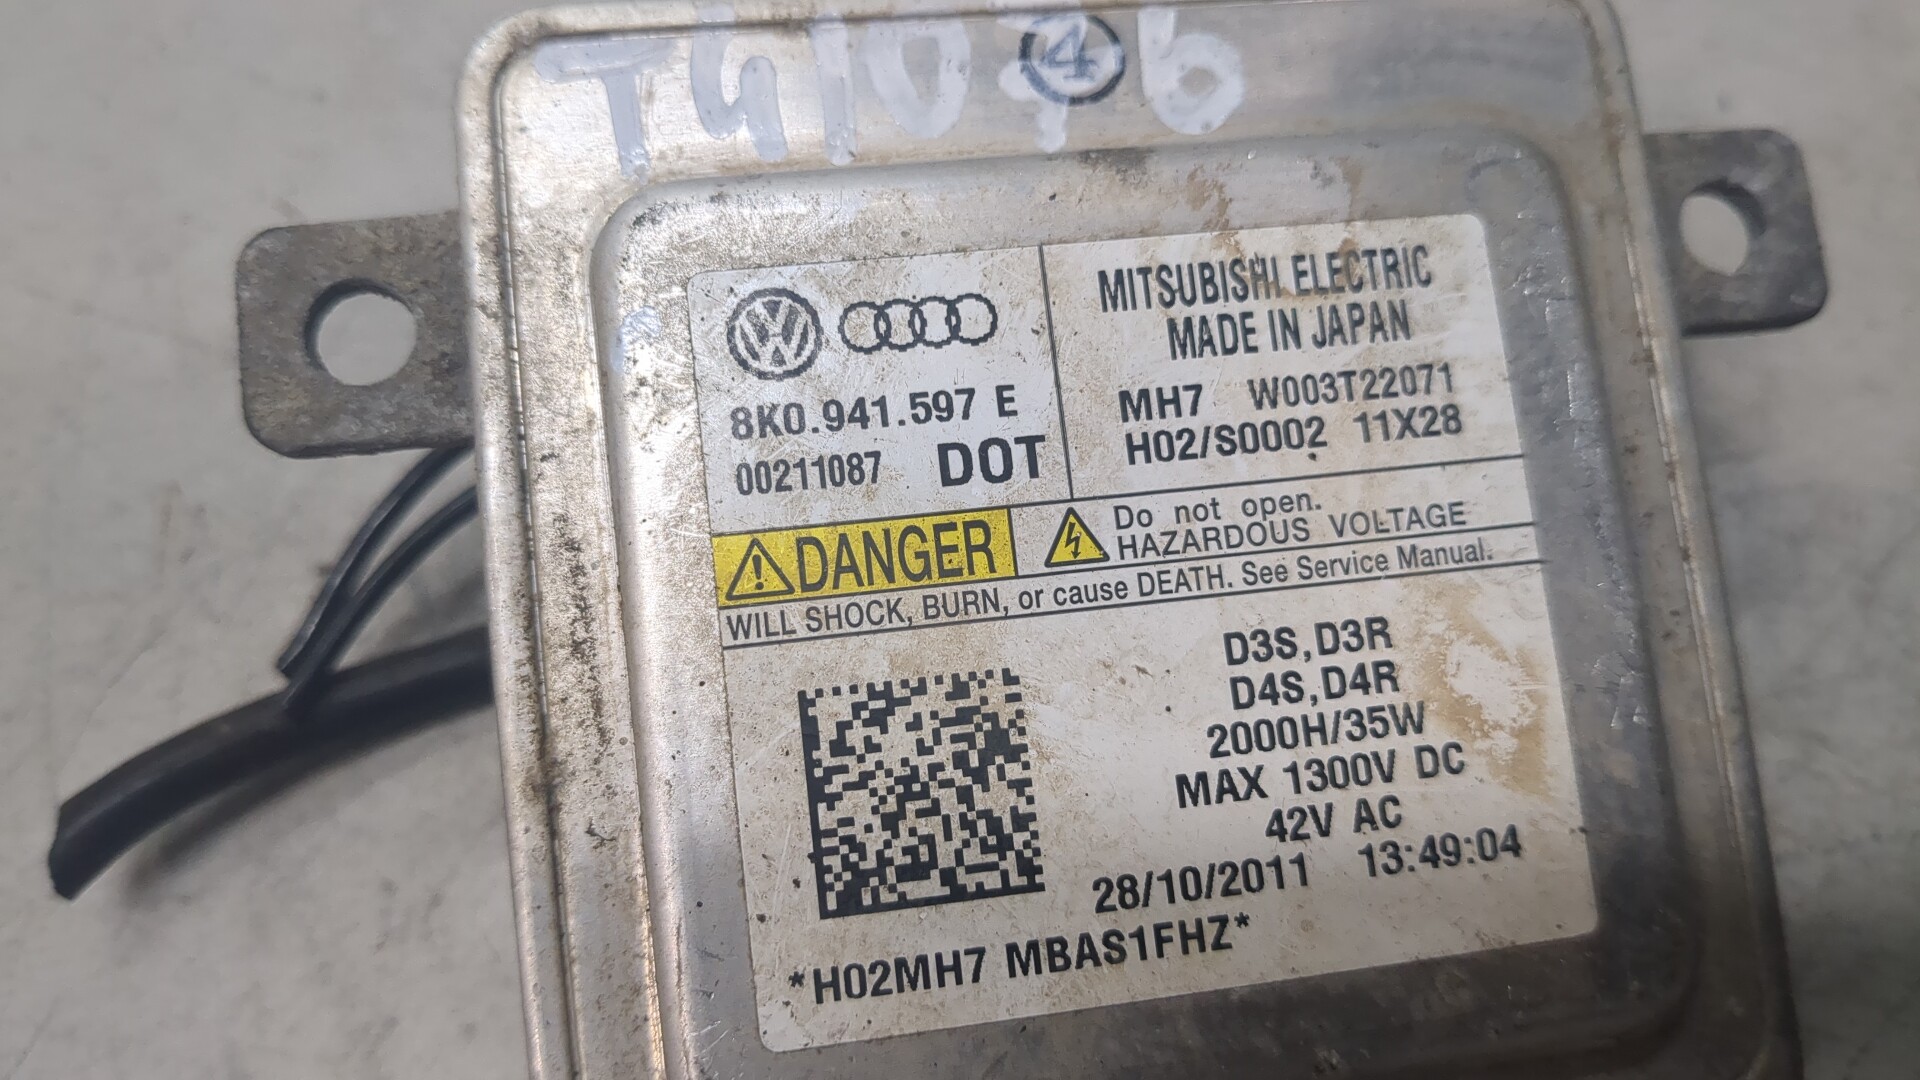 T41076
4
8K0.941.597 E
00211087 DOT
MITSUBISHI ELECTRIC
MADE IN JAPAN
MH7 W003T22071
H02/S0002 11X28
DANGER
Do not open.
HAZARDOUS VOLTAGE
WILL SHOCK, BURN, or cause DEATH. See Service Manual.
D3S,D3R
D4S,D4R
2000H/35W
MAX 1300V DC
42V AC
28/10/2011 13:49:04
*H02MH7 MBAS1FHZ*